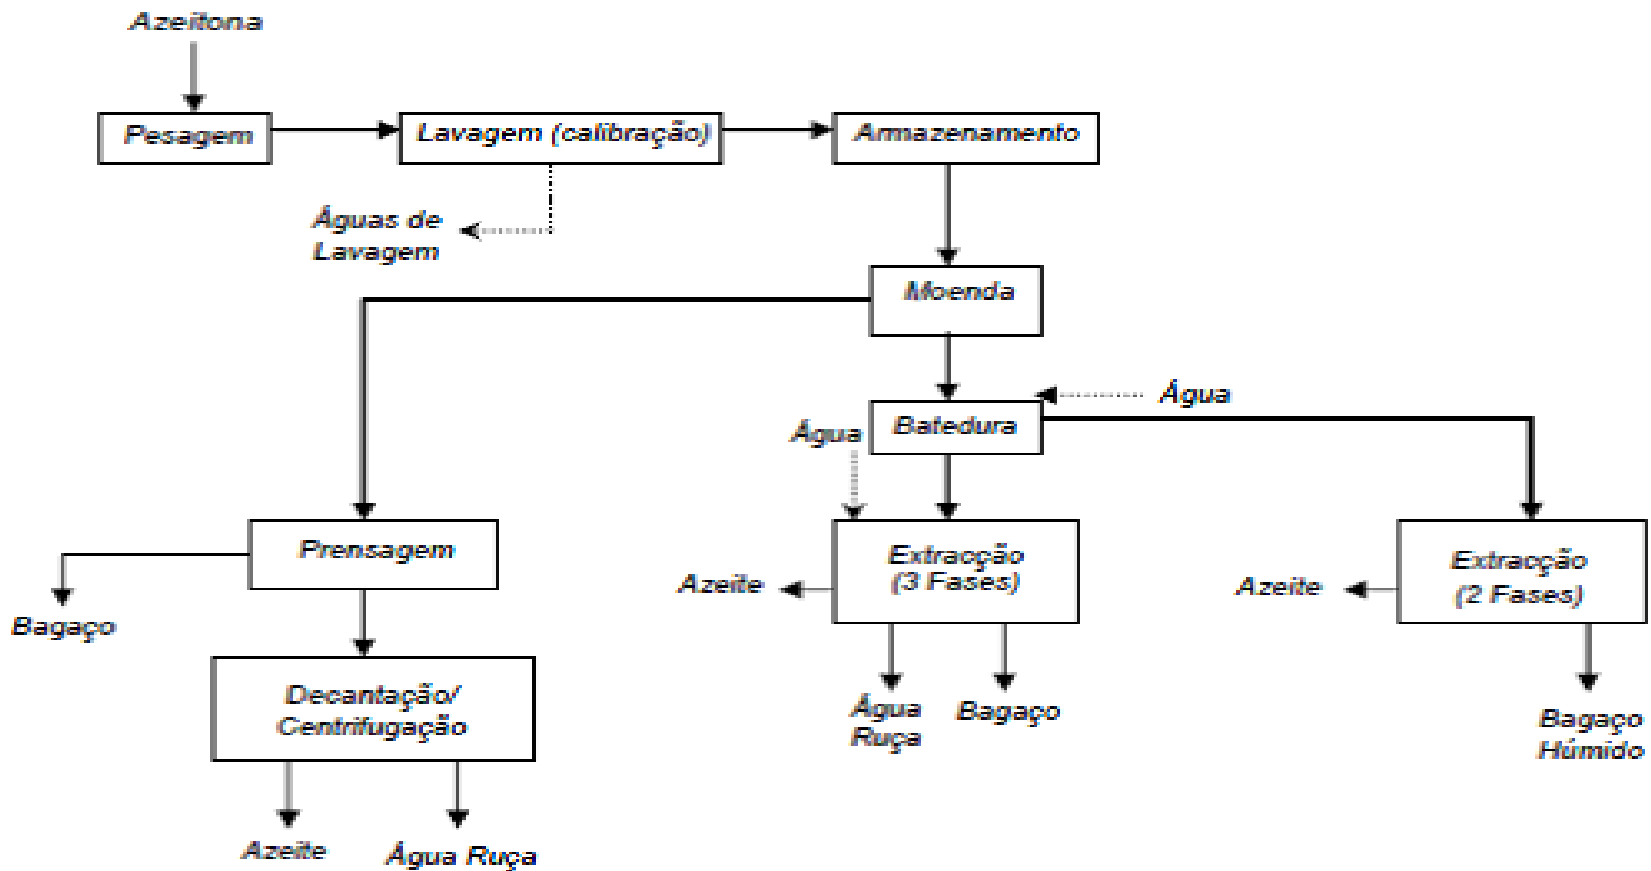 Azeitona
Pesagem
Lavagem (calibração)
Armazenamento
Águas de
Lavagem
Moenda
Água
Batedura
Água
Prensagem
Extracção
(3 Fases)
Extracção
(2 Fases)
Azeite
Azeite
Bagaço
Decantação/
Centrifugação
Água
Ruça
Bagaço
Bagaço
Húmido
Azeite
Água Ruça